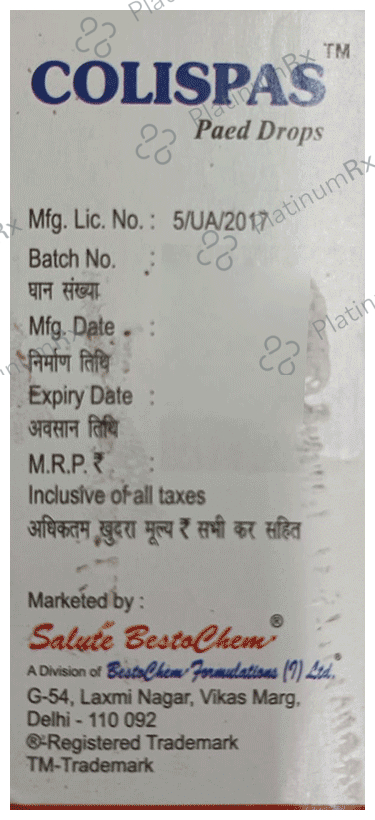 COLISPAS™
Paed Drops
Mfg. Lic. No. : 5/UA/2017
Batch No. :
घान संख्या
Mfg. Date . :
निर्माण तिथि
Expiry Date :
अवसान तिथि
M.R.P. ₹ :
Inclusive of all taxes
अधिकतम खुदरा मूल्य ₹ सभी कर सहित
Marketed by :
Salute BestoChem®
A Division of BestoChem Formulations (I) Ltd.®
G-54, Laxmi Nagar, Vikas Marg,
Delhi - 110 092
®-Registered Trademark
TM-Trademark
PlatinumRx
PlatinumRx